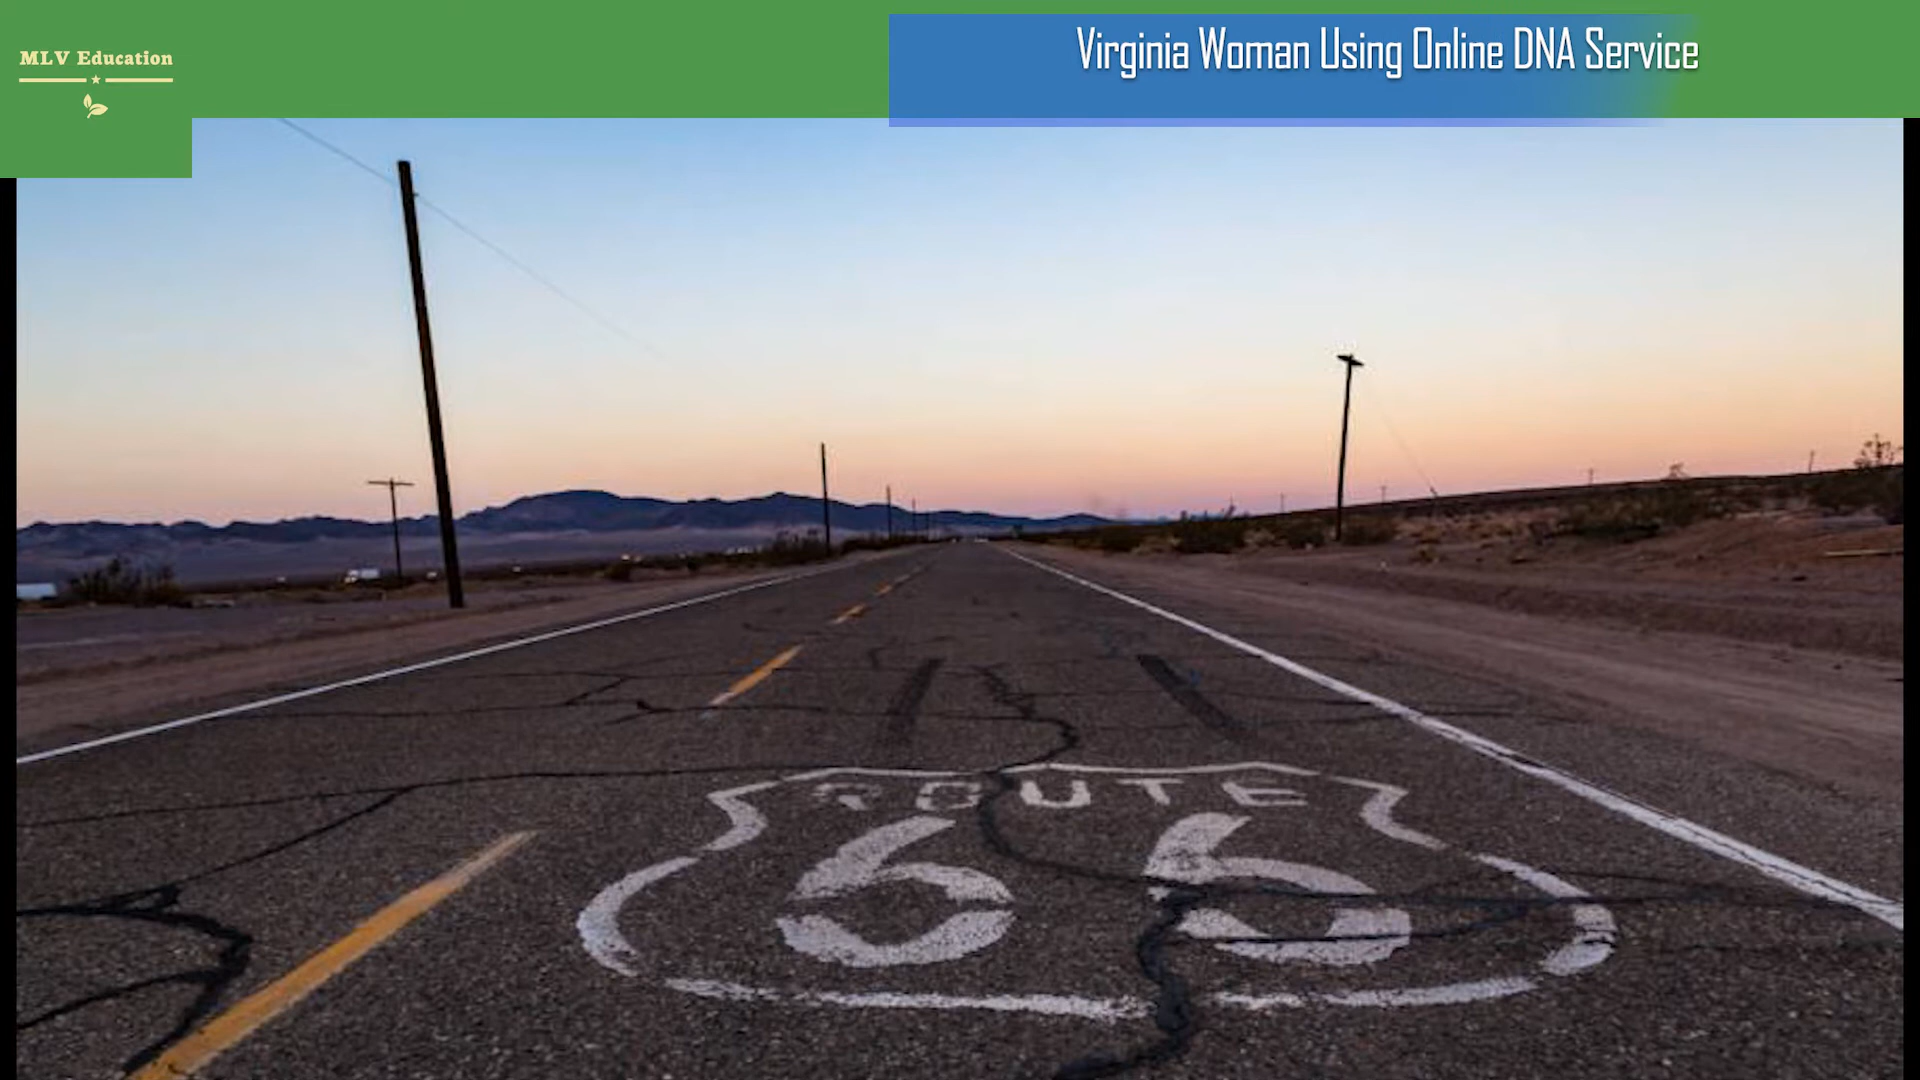 MLV Education
Virginia Woman Using Online DNA Service
ROUTE
66